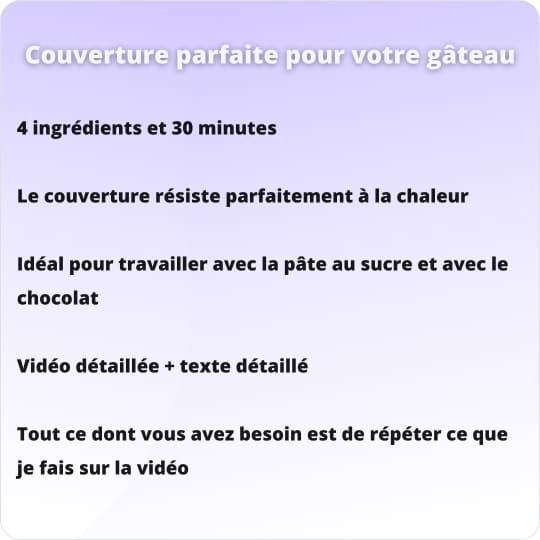 Couverture parfaite pour votre gâteau
4 ingrédients et 30 minutes
Le couverture résiste parfaitement à la chaleur
Idéal pour travailler avec la pâte au sucre et avec le
chocolat
Vidéo détaillée + texte détaillé
Tout ce dont vous avez besoin est de répéter ce que
je fais sur la vidéo